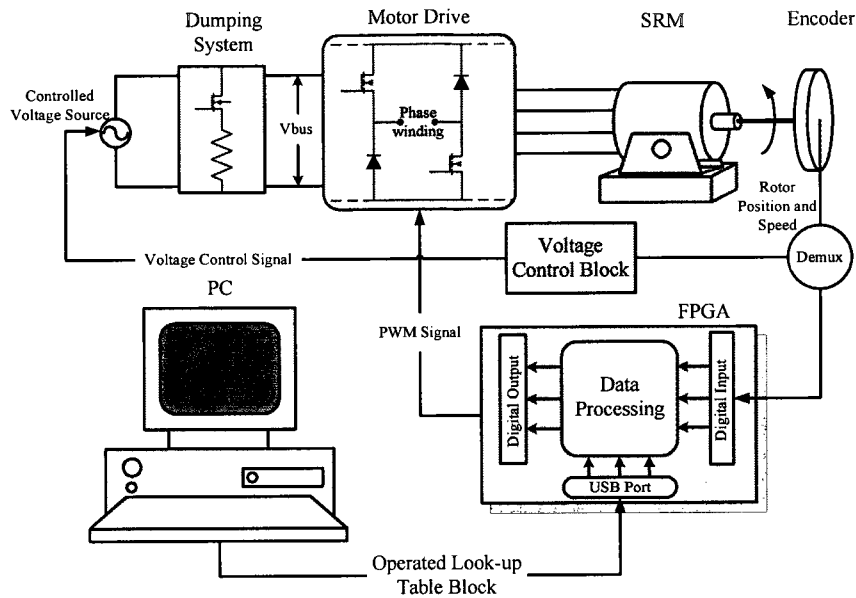 Dumping
System
Motor Drive
SRM
Encoder
Controlled
Voltage Source
Vbus
Phase
winding
Rotor
Position and
Speed
Voltage Control Signal
Voltage
Control Block
Demux
PC
PWM Signal
FPGA
Digital Output
Data
Processing
Digital Input
USB Port
Operated Look-up
Table Block